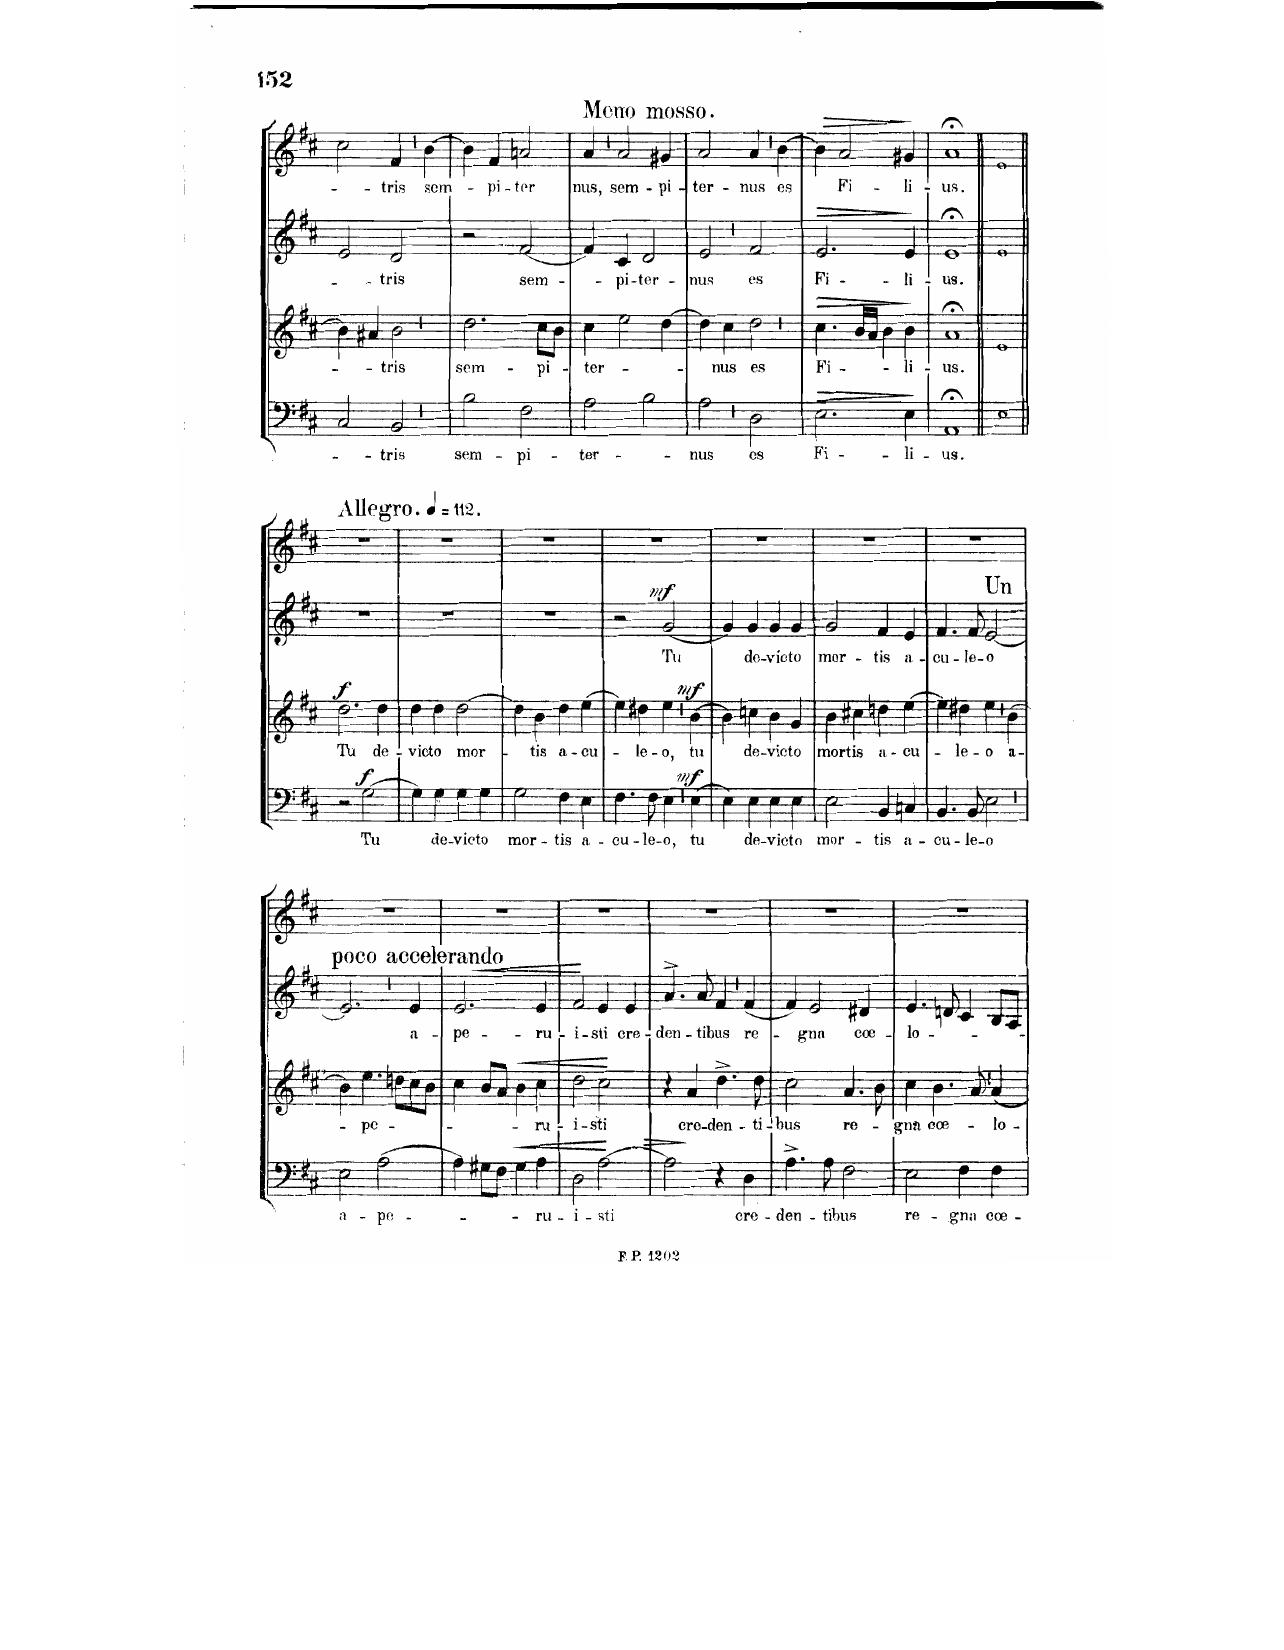 152
Meno mosso.
- - tris sem - pi - ter nus, sem - pi - ter - nus es Fi - li - us.
- - tris sem - - pi - ter - nus es Fi - - li - us.
- - tris sem - pi - ter - - nus es Fi - - li - us.
- - tris sem - pi - ter - - nus es Fi - - li - us.
Allegro. ♩ = 112.
Un
mf
Tu de-victo mor - tis a - cu - le-o
f mf
Tu de - victo mor - tis a - cu - le - o, tu de-victo mortis a - cu - le - o a-
f mf
Tu de-victo mor - tis a - cu - le-o, tu de-victo mor - tis a - cu - le-o
poco accelerando
a - pe - - ru - i - sti cre - den - tibus re - gna cœ - lo - - -
- pe - - - ru - i - sti cre-den - ti - bus re - gna cœ - lo -
a - pe - - - ru - i - sti cre - den - tibus re - gna cœ -
F. P. 1202